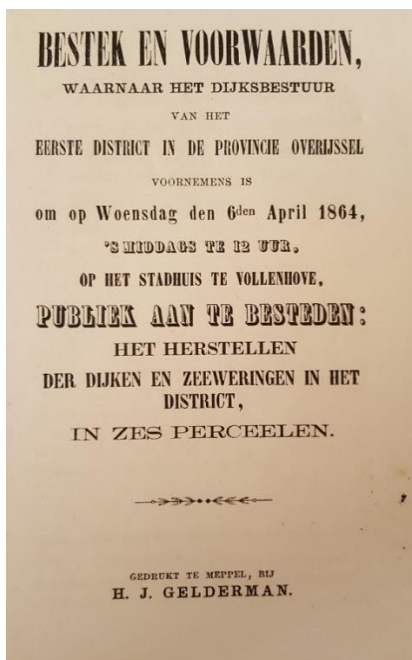 BESTEK EN VOORWAARDEN,
WAARNAAR HET DIJKSBESTUUR
VAN HET
EERSTE DISTRICT IN DE PROVINCIE OVERIJSSEL
VOORNEMENS IS
om op Woensdag den 6den April 1864,
'S MIDDAGS TE 12 UUR,
OP HET STADHUIS TE VOLLENHOVE,
PUBLIEK AAN TE BESTEDEN:
HET HERSTELLEN
DER DIJKEN EN ZEEWERINGEN IN HET
DISTRICT,
IN ZES PERCEELEN.
GEDRUKT TE MEPPEL, BIJ
H. J. GELDERMAN.